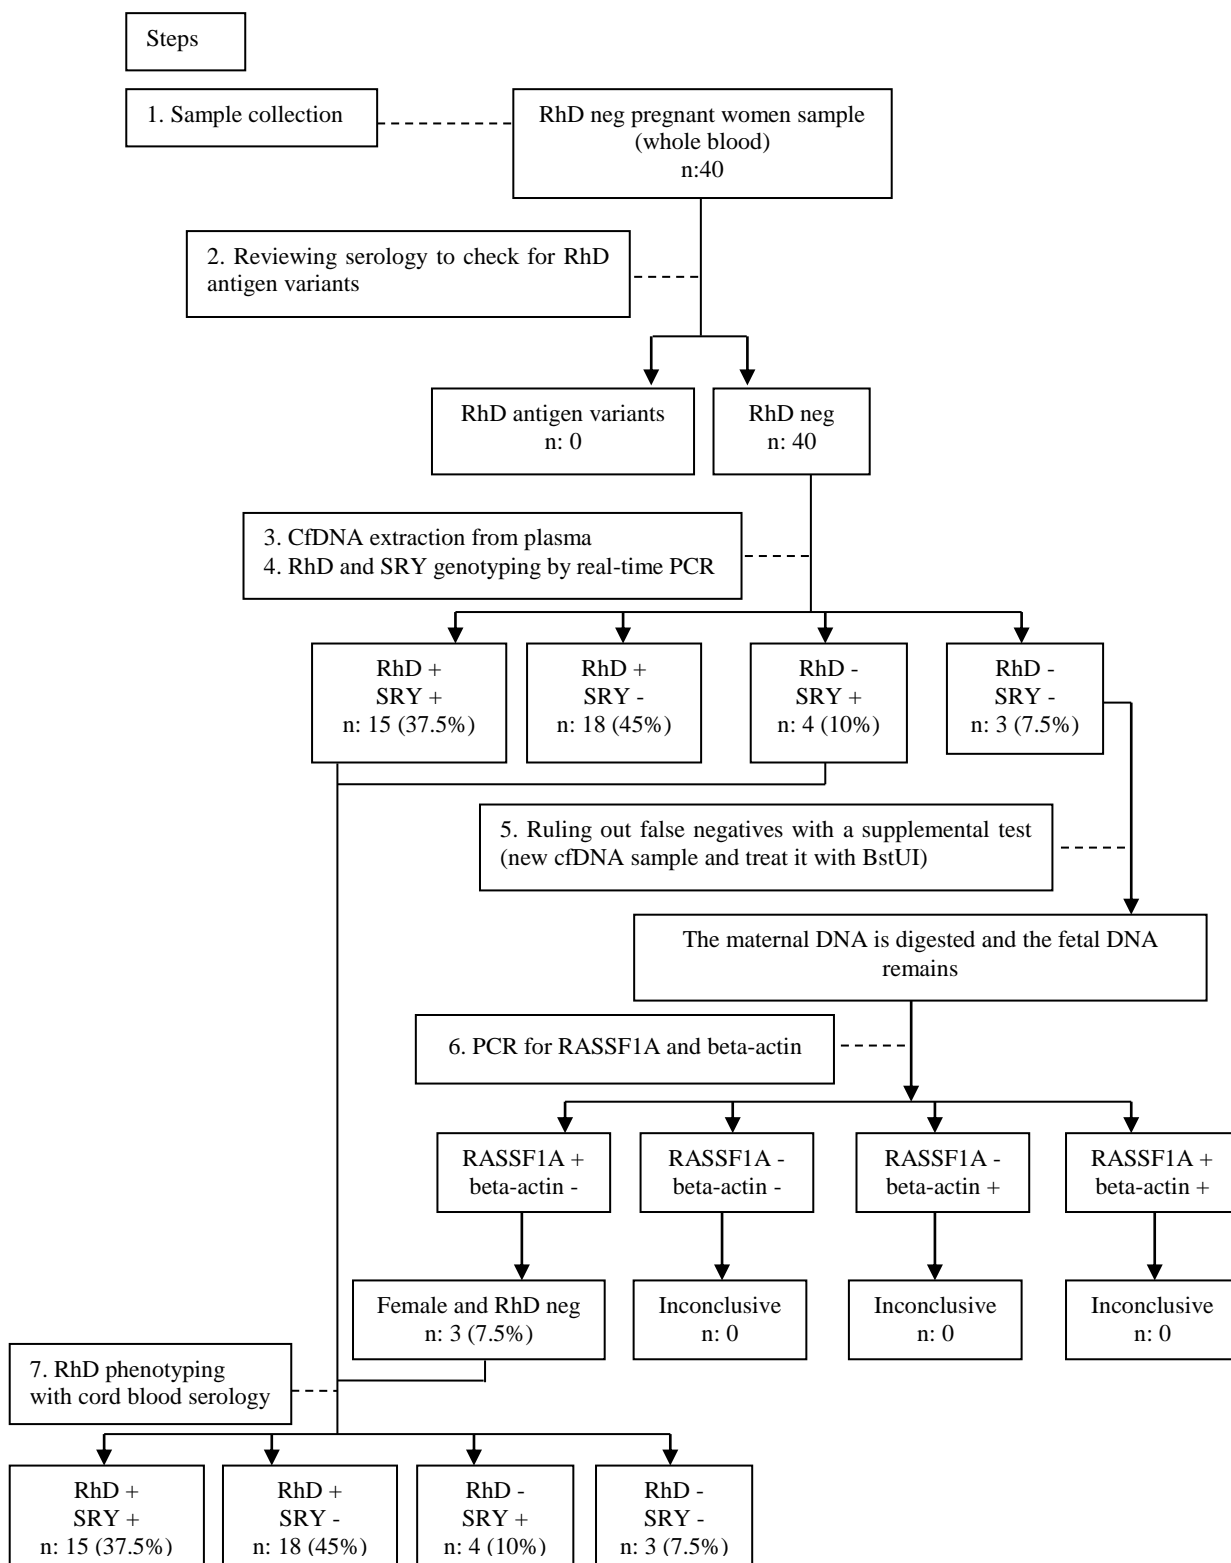 Steps
1. Sample collection
RhD neg pregnant women sample
(whole blood)
n:40
2. Reviewing serology to check for RhD
antigen variants
RhD antigen variants
n: 0
RhD neg
n: 40
3. CfDNA extraction from plasma
4. RhD and SRY genotyping by real-time PCR
RhD +
SRY +
n: 15 (37.5%)
RhD +
SRY -
n: 18 (45%)
RhD -
SRY +
n: 4 (10%)
RhD -
SRY -
n: 3 (7.5%)
5. Ruling out false negatives with a supplemental test
(new cfDNA sample and treat it with BstUI)
The maternal DNA is digested and the fetal DNA
remains
6. PCR for RASSF1A and beta-actin
RASSF1A +
beta-actin -
RASSF1A -
beta-actin -
RASSF1A -
beta-actin +
RASSF1A +
beta-actin +
Female and RhD neg
n: 3 (7.5%)
Inconclusive
n: 0
Inconclusive
n: 0
Inconclusive
n: 0
7. RhD phenotyping
with cord blood serology
RhD +
SRY +
n: 15 (37.5%)
RhD +
SRY -
n: 18 (45%)
RhD -
SRY +
n: 4 (10%)
RhD -
SRY -
n: 3 (7.5%)